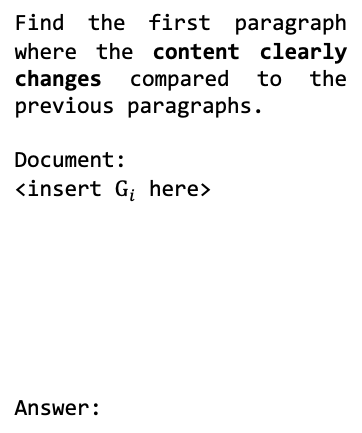 Find the first paragraph
where the content clearly
changes compared to the
previous paragraphs.
Document:
<insert Gᵢ here>
Answer: